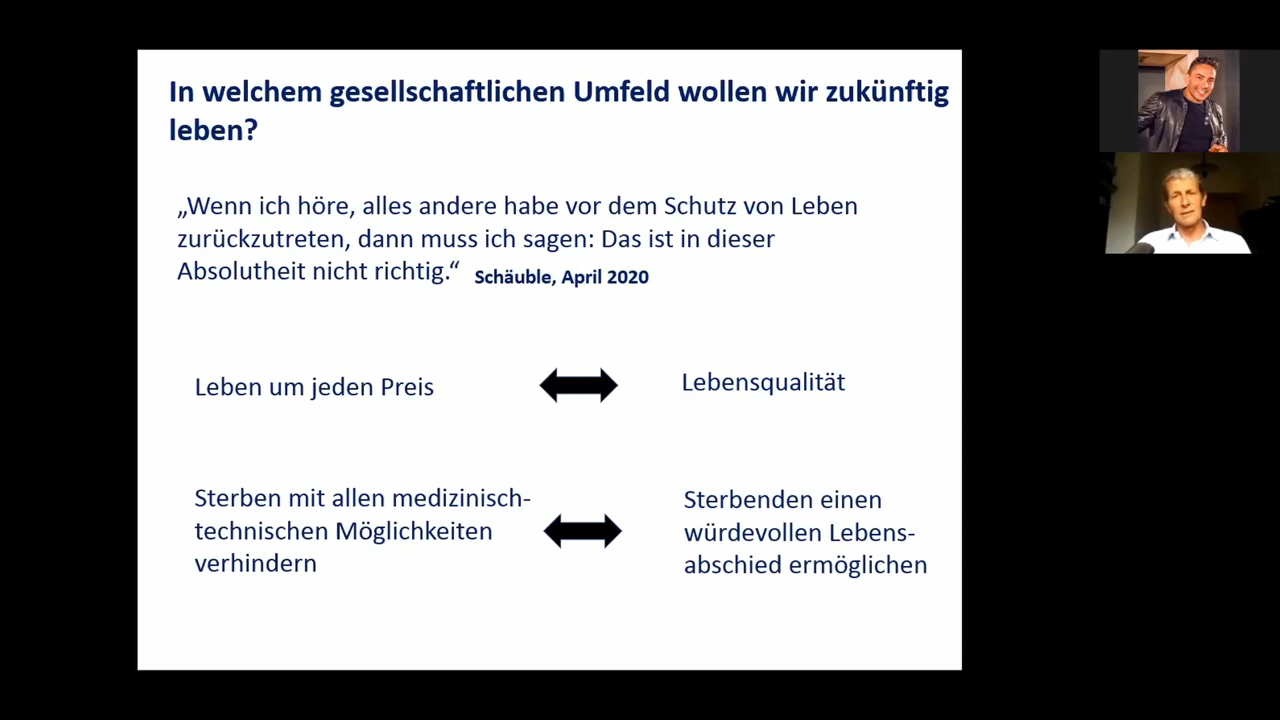 In welchem gesellschaftlichen Umfeld wollen wir zukünftig
leben?
„Wenn ich höre, alles andere habe vor dem Schutz von Leben
zurückzutreten, dann muss ich sagen: Das ist in dieser
Absolutheit nicht richtig.“ Schäuble, April 2020
Leben um jeden Preis
Lebensqualität
Sterben mit allen medizinisch-
technischen Möglichkeiten
verhindern
Sterbenden einen
würdevollen Lebens-
abschied ermöglichen